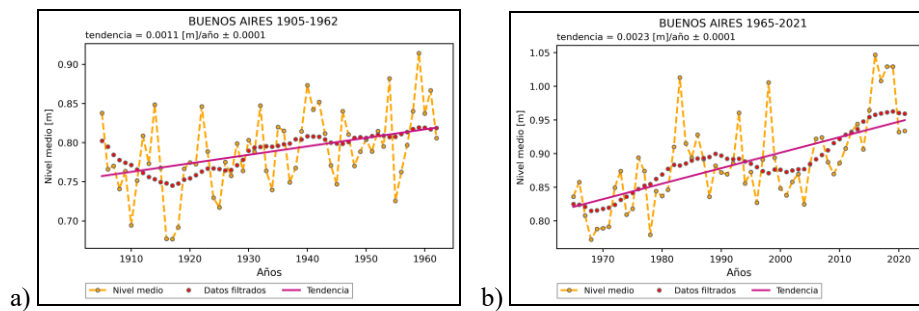 BUENOS AIRES 1905-1962
tendencia = 0.0011 [m]/año ± 0.0001
Nivel medio [m]
0.90
0.85
0.80
0.75
0.70
1910 1920 1930 1940 1950 1960
Años
Nivel medio Datos filtrados Tendencia
a)
BUENOS AIRES 1965-2021
tendencia = 0.0023 [m]/año ± 0.0001
Nivel medio [m]
1.05
1.00
0.95
0.90
0.85
0.80
1970 1980 1990 2000 2010 2020
Años
Nivel medio Datos filtrados Tendencia
b)